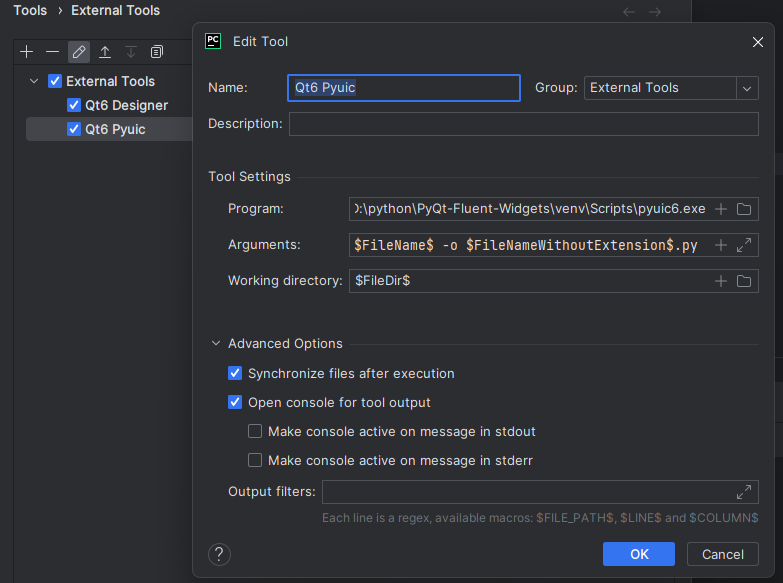 Tools › External Tools
PC Edit Tool
External Tools
Qt6 Designer
Qt6 Pyuic
Name: Qt6 Pyuic Group: External Tools
Description:
Tool Settings
Program: :\python\PyQt-Fluent-Widgets\venv\Scripts\pyuic6.exe
Arguments: $FileName$ -o $FileNameWithoutExtension$.py
Working directory: $FileDir$
Advanced Options
Synchronize files after execution
Open console for tool output
Make console active on message in stdout
Make console active on message in stderr
Output filters:
Each line is a regex, available macros: $FILE_PATH$, $LINE$ and $COLUMN$
? OK Cancel